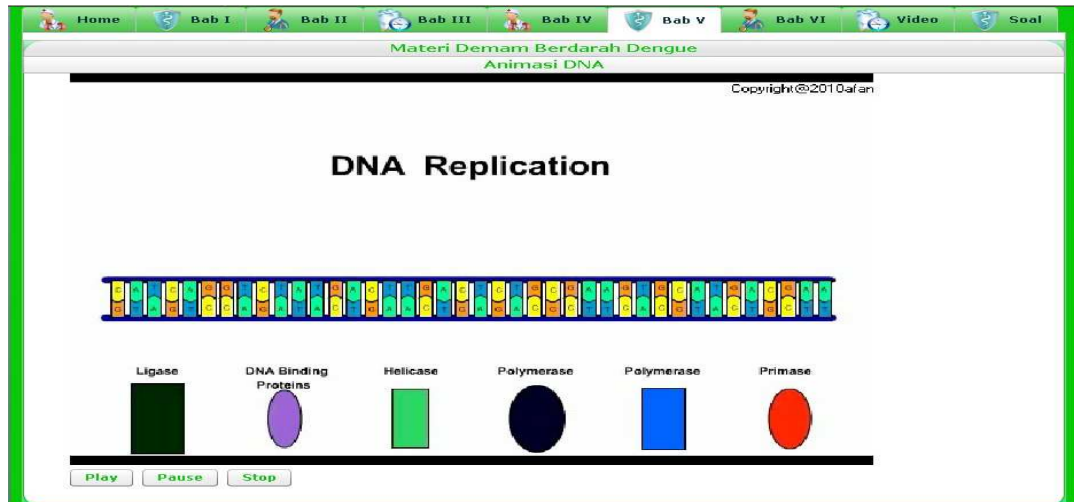 Home Bab I Bab II Bab III Bab IV Bab V Bab VI Video Soal
Materi Demam Berdarah Dengue
Animasi DNA
Copyright@2010afan
DNA Replication
Ligase DNA Binding Proteins Helicase Polymerase Polymerase Primase
Play Pause Stop